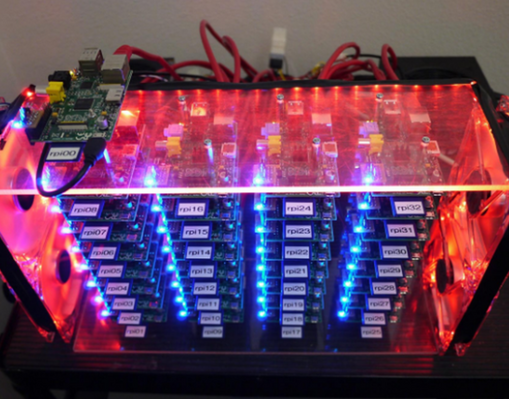 rpi00
rpi08 rpi16 rpi24 rpi32
rpi07 rpi15 rpi23 rpi31
rpi06 rpi14 rpi22 rpi30
rpi05 rpi13 rpi21 rpi29
rpi04 rpi12 rpi20 rpi28
rpi03 rpi11 rpi19 rpi27
rpi02 rpi10 rpi18 rpi26
rpi01 rpi09 rpi17 rpi25